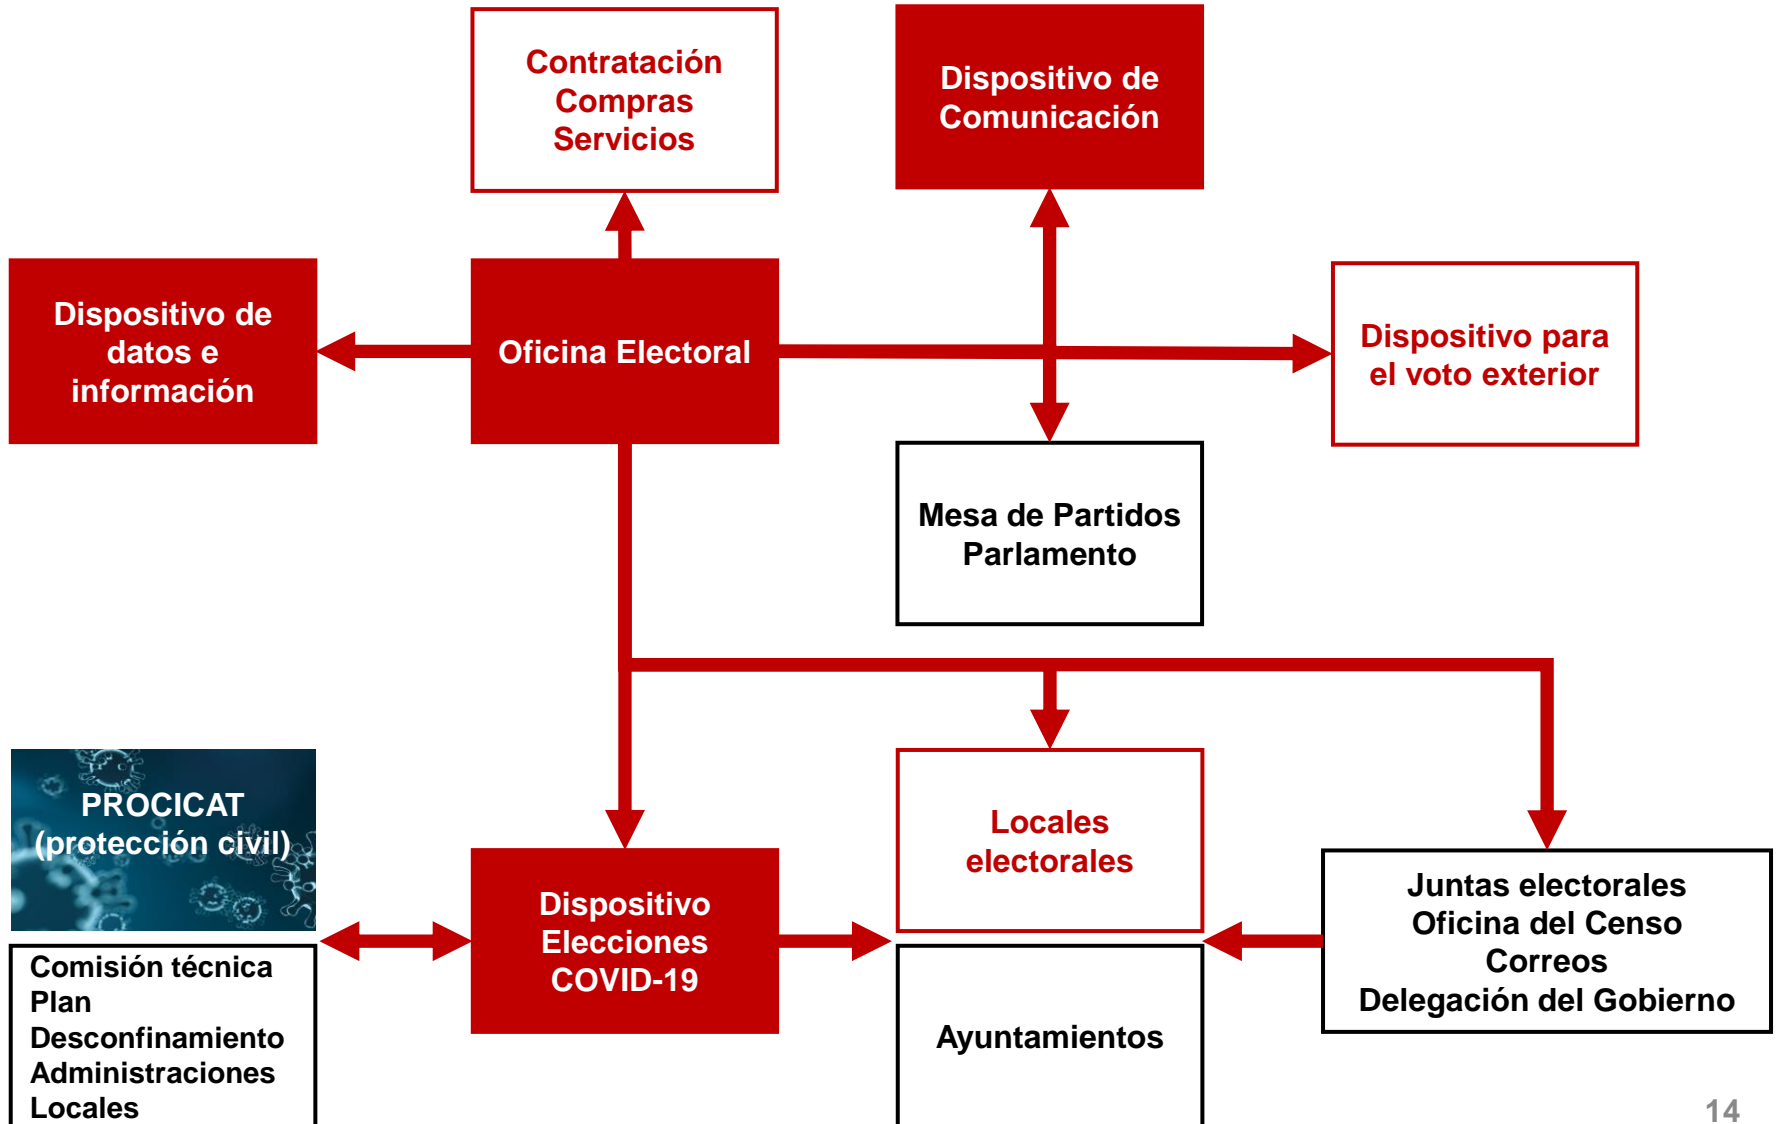 Contratación
Compras
Servicios
Dispositivo de
Comunicación
Dispositivo de
datos e
información
Oficina Electoral
Dispositivo para
el voto exterior
Mesa de Partidos
Parlamento
PROCICAT
(protección civil)
Locales
electorales
Dispositivo
Elecciones
COVID-19
Juntas electorales
Oficina del Censo
Correos
Delegación del Gobierno
Comisión técnica
Plan
Desconfinamiento
Administraciones
Locales
Ayuntamientos
14